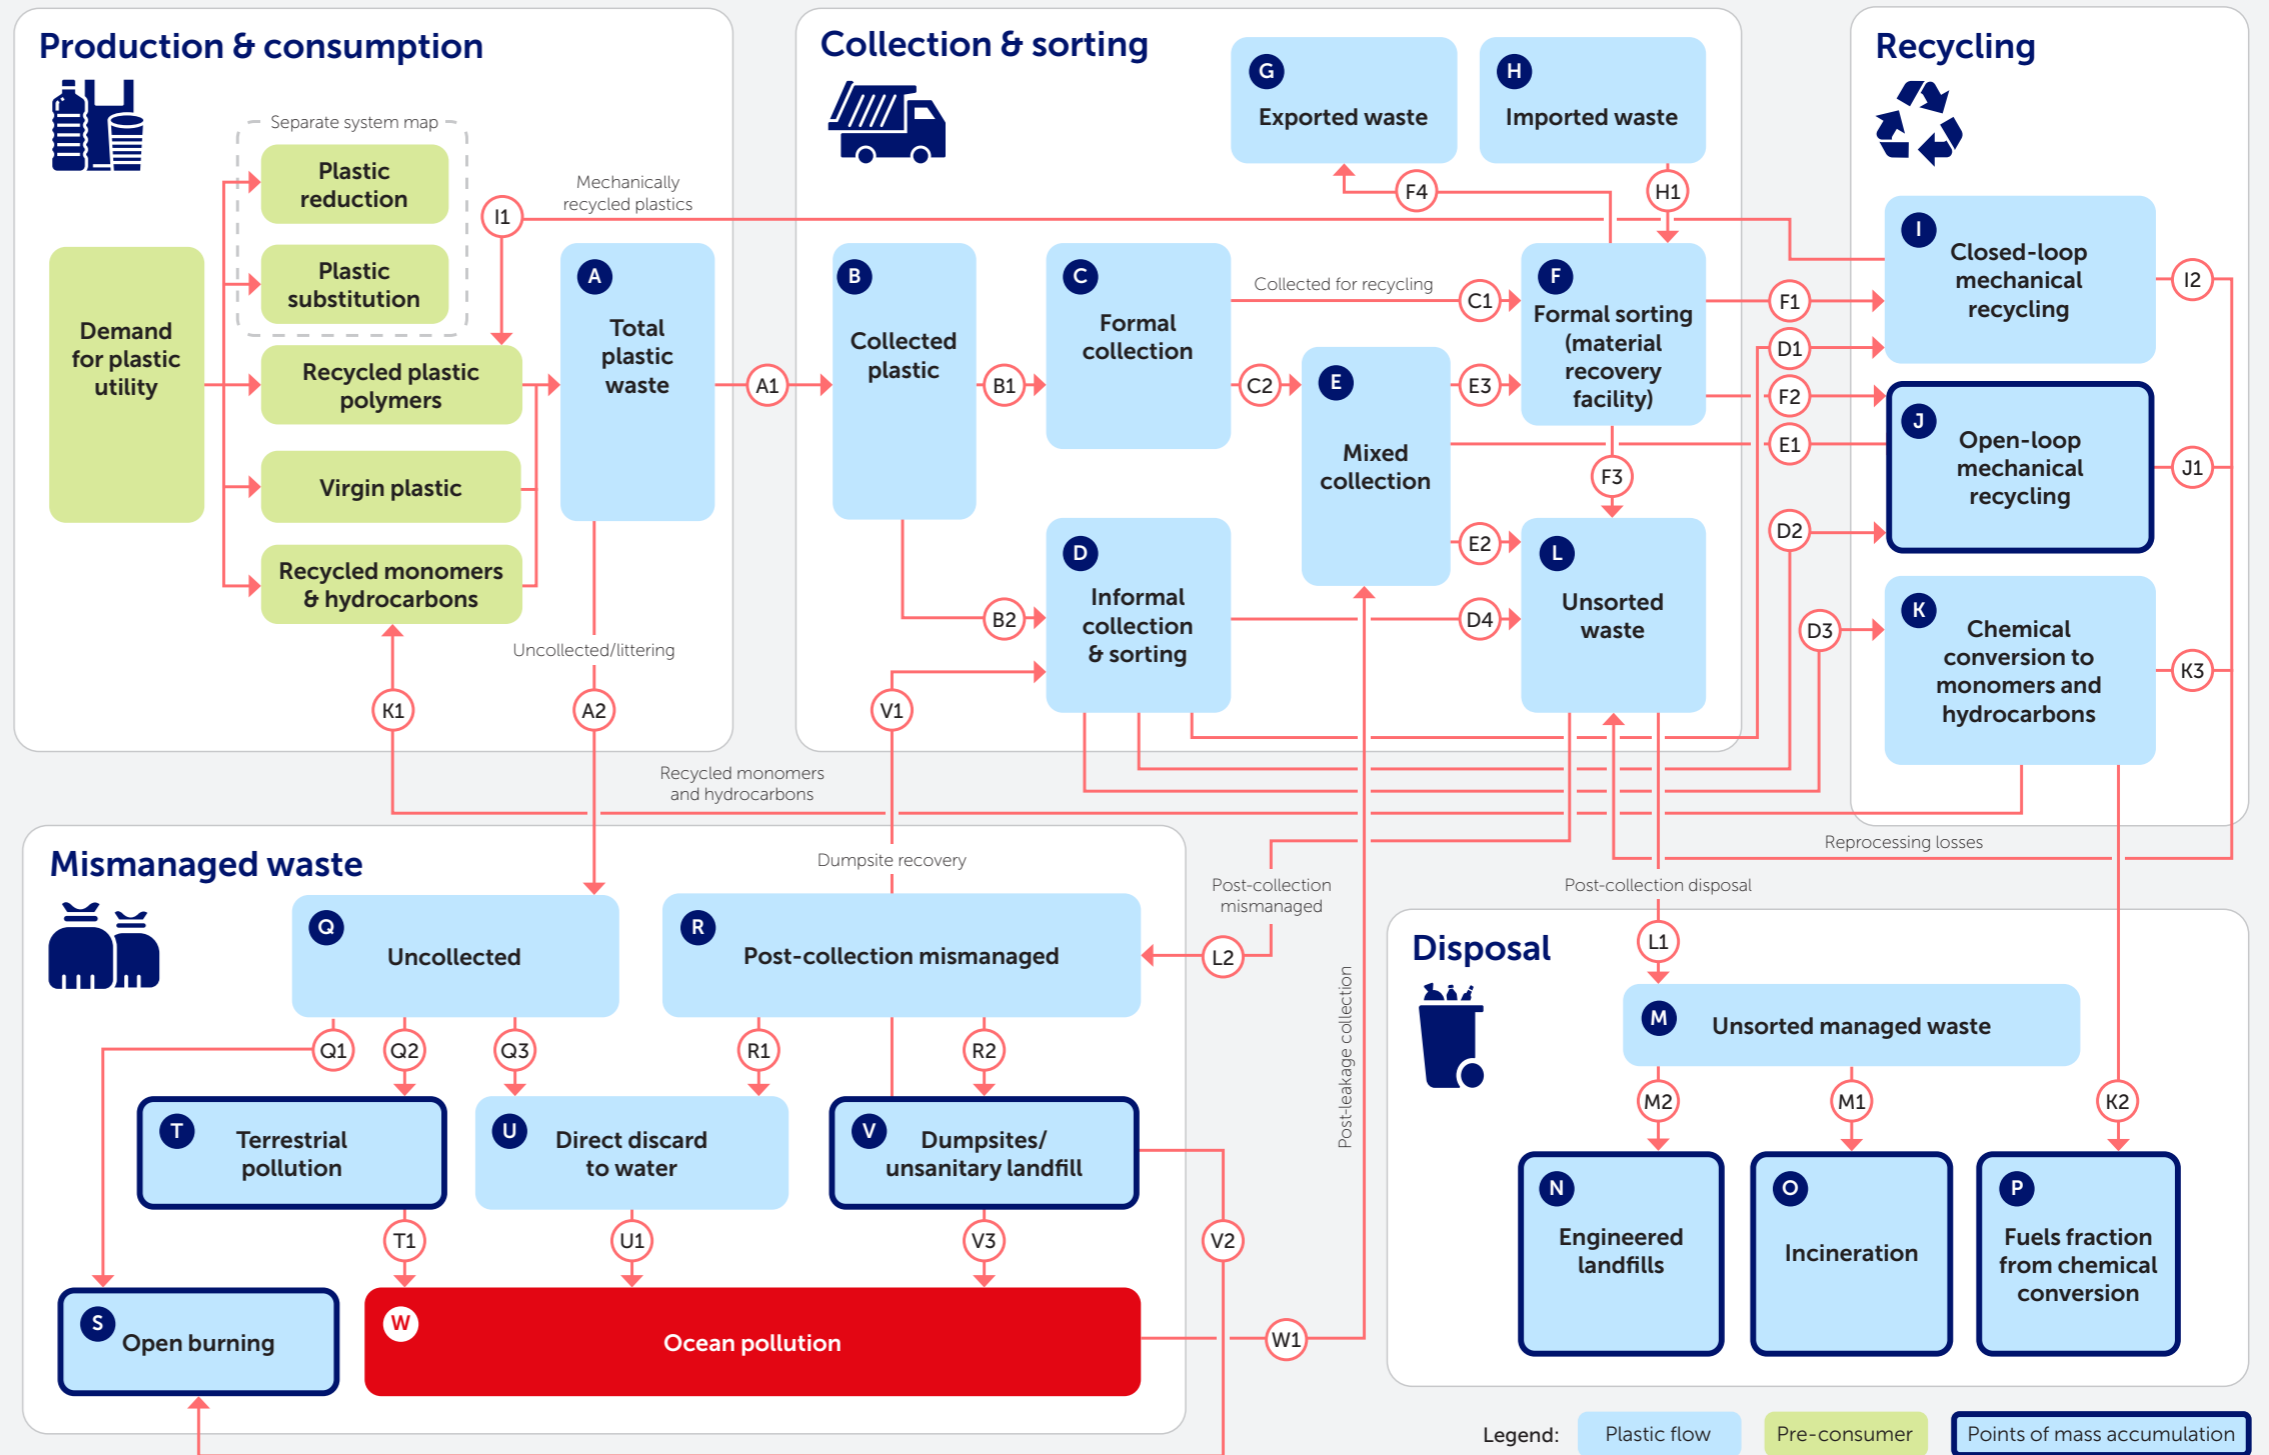 Production & consumption
Separate system map
Plastic
reduction
Plastic
substitution
Demand
for plastic
utility
Recycled plastic
polymers
Virgin plastic
Recycled monomers
& hydrocarbons
I1
Mechanically
recycled plastics
A
Total
plastic
waste
Uncollected/littering
K1
A2
A1
Collection & sorting
G
Exported waste
H
Imported waste
F4
H1
B
Collected
plastic
B1
B2
C
Formal
collection
Collected for recycling
C1
C2
E
Mixed
collection
E3
E2
F
Formal sorting
(material
recovery
facility)
F3
D
Informal
collection
& sorting
D4
L
Unsorted
waste
V1
F1
D1
F2
E1
D2
D3
Recycling
I
Closed-loop
mechanical
recycling
I2
J
Open-loop
mechanical
recycling
J1
K
Chemical
conversion to
monomers and
hydrocarbons
K3
Recycled monomers
and hydrocarbons
Reprocessing losses
Mismanaged waste
Dumpsite recovery
Q
Uncollected
R
Post-collection mismanaged
Post-collection
mismanaged
L2
Q1
Q2
Q3
R1
R2
T
Terrestrial
pollution
U
Direct discard
to water
V
Dumpsites/
unsanitary landfill
T1
U1
V3
V2
S
Open burning
W
Ocean pollution
W1
Post-leakage collection
Post-collection disposal
L1
Disposal
M
Unsorted managed waste
M2
M1
K2
N
Engineered
landfills
O
Incineration
P
Fuels fraction
from chemical
conversion
Legend:
Plastic flow
Pre-consumer
Points of mass accumulation